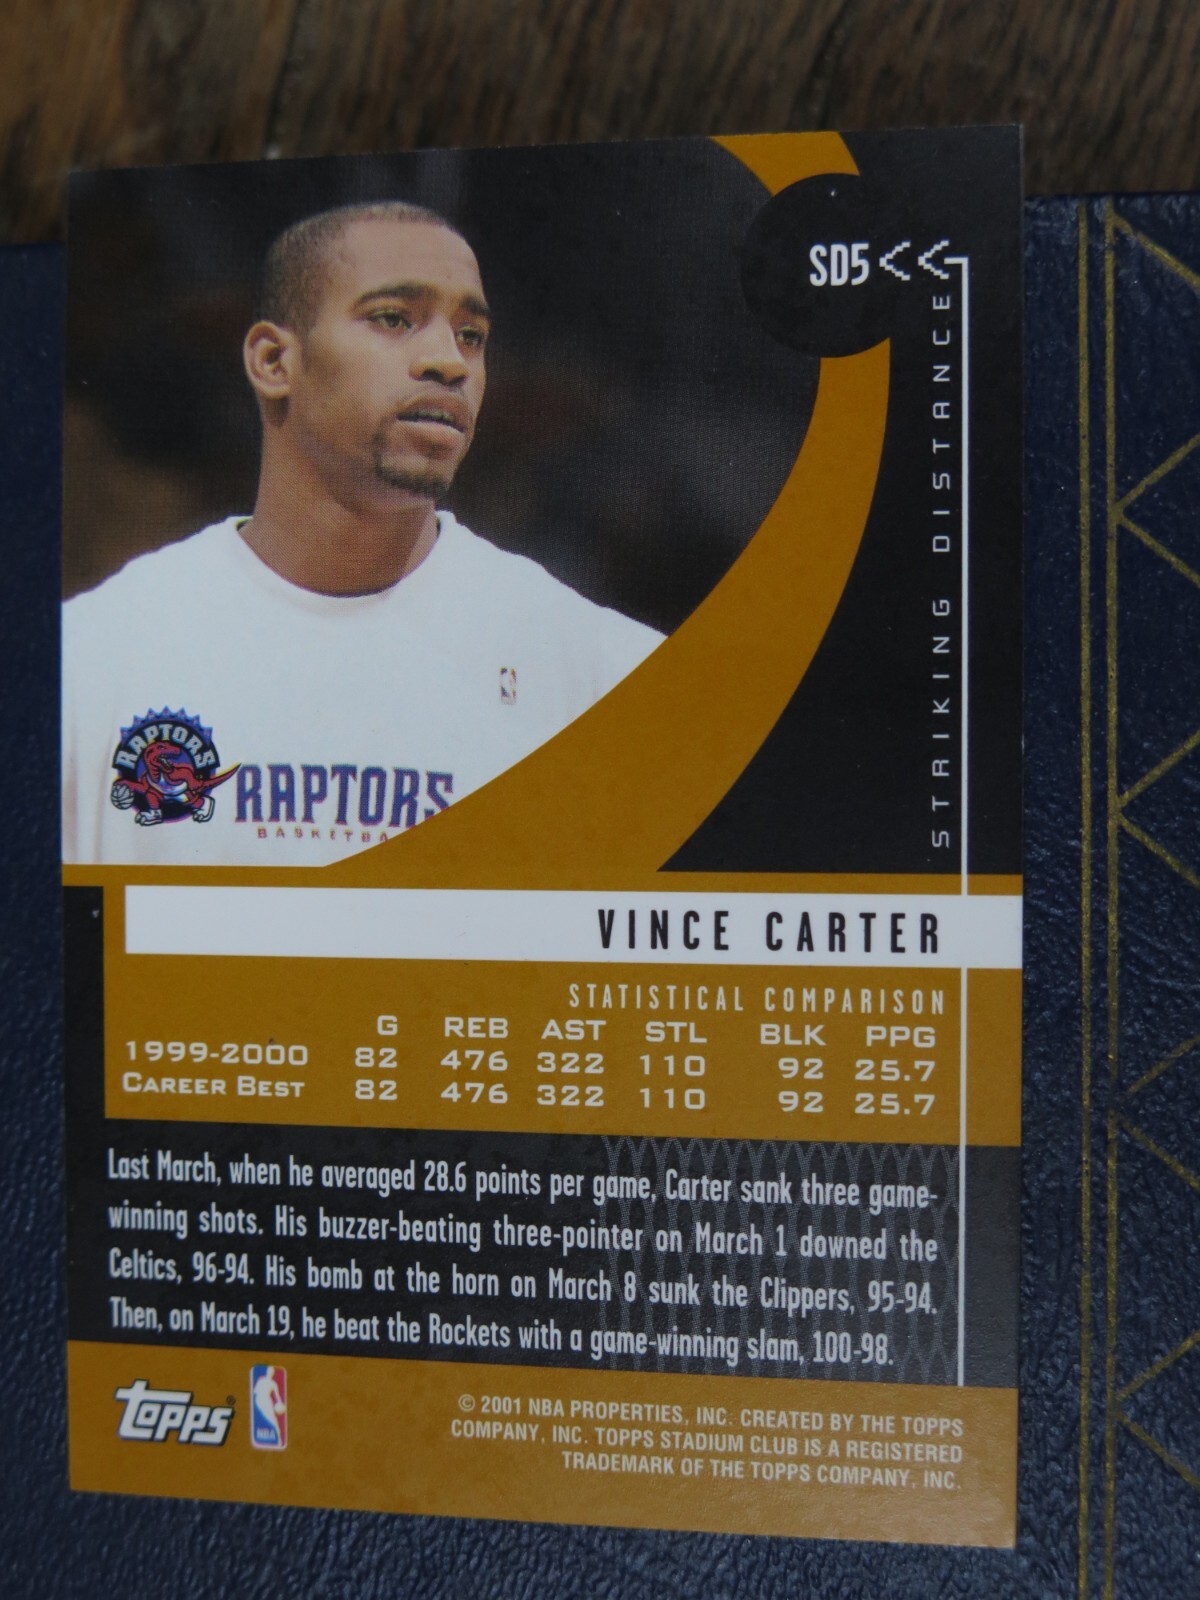 SD5
STRIKING DISTANCE
RAPTORS
RAPTORS
BASKETBA
VINCE CARTER
STATISTICAL COMPARISON
G REB AST STL BLK PPG
1999-2000 82 476 322 110 92 25.7
CAREER BEST 82 476 322 110 92 25.7
Last March, when he averaged 28.6 points per game, Carter sank three game-
winning shots. His buzzer-beating three-pointer on March 1 downed the
Celtics, 96-94. His bomb at the horn on March 8 sunk the Clippers, 95-94.
Then, on March 19, he beat the Rockets with a game-winning slam, 100-98.
Topps®
NBA
© 2001 NBA PROPERTIES, INC. CREATED BY THE TOPPS
COMPANY, INC. TOPPS STADIUM CLUB IS A REGISTERED
TRADEMARK OF THE TOPPS COMPANY, INC.